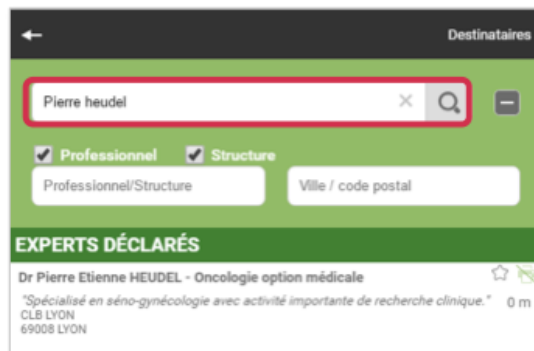 Destinataires
Pierre heudel
Professionnel Structure
Professionnel/Structure Ville / code postal
EXPERTS DÉCLARÉS
Dr Pierre Etienne HEUDEL - Oncologie option médicale
"Spécialisé en séno-gynécologie avec activité importante de recherche clinique." 0 m
CLB LYON
69008 LYON